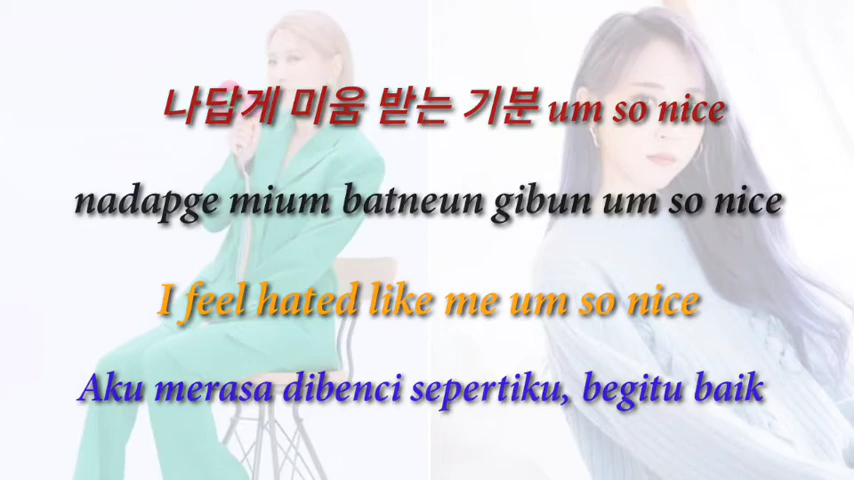 나답게 미움 받는 기분 um so nice
nadapge mium batneun gibun um so nice
I feel hated like me um so nice
Aku merasa dibenci sepertiku, begitu baik